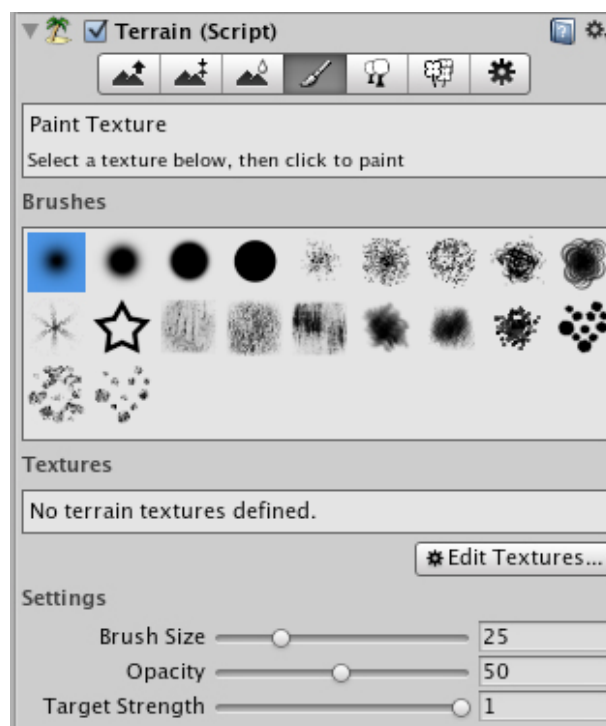 Terrain (Script)
Paint Texture
Select a texture below, then click to paint
Brushes
Textures
No terrain textures defined.
Edit Textures...
Settings
Brush Size 25
Opacity 50
Target Strength 1